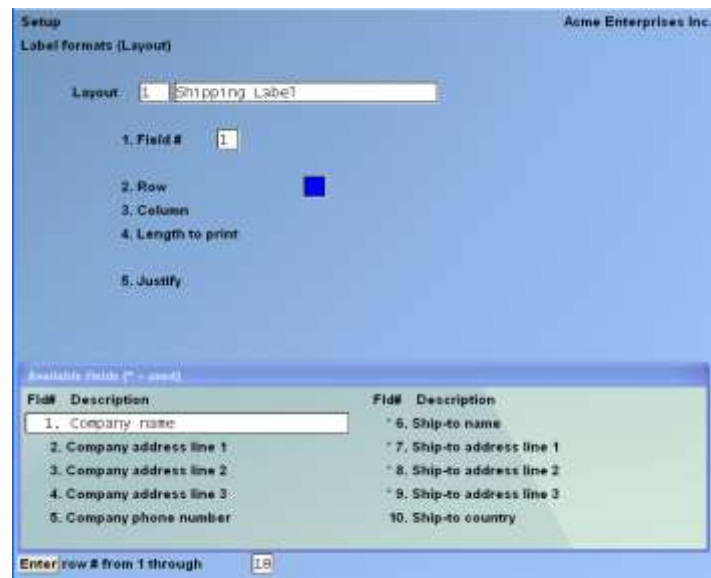 Setup Acme Enterprises Inc.
Label formats (Layout)
Layout 1 Shipping Label
1. Field # 1
2. Row
3. Column
4. Length to print
5. Justify
Available fields (* = used)
Fld# Description Fld# Description
1. Company name * 6. Ship-to name
2. Company address line 1 * 7. Ship-to address line 1
3. Company address line 2 * 8. Ship-to address line 2
4. Company address line 3 * 9. Ship-to address line 3
5. Company phone number 10. Ship-to country
Enter row # from 1 through 18